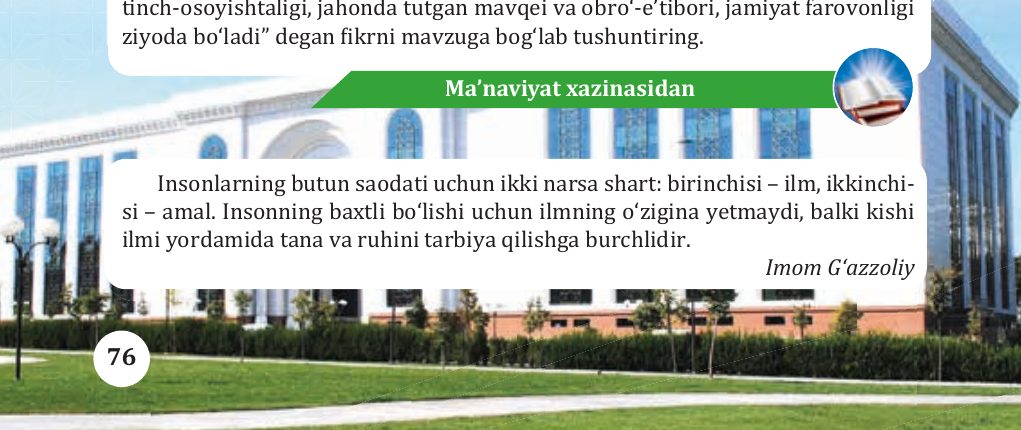 tinch-osoyishtaligi, jahonda tutgan mavqei va obro‘-e’tibori, jamiyat farovonligi
ziyoda bo‘ladi” degan fikrni mavzuga bog‘lab tushuntiring.
Ma’naviyat xazinasidan
Insonlarning butun saodati uchun ikki narsa shart: birinchisi – ilm, ikkinchi-
si – amal. Insonning baxtli bo‘lishi uchun ilmning o‘zigina yetmaydi, balki kishi
ilmi yordamida tana va ruhini tarbiya qilishga burchlidir.
Imom G‘azzoliy
76